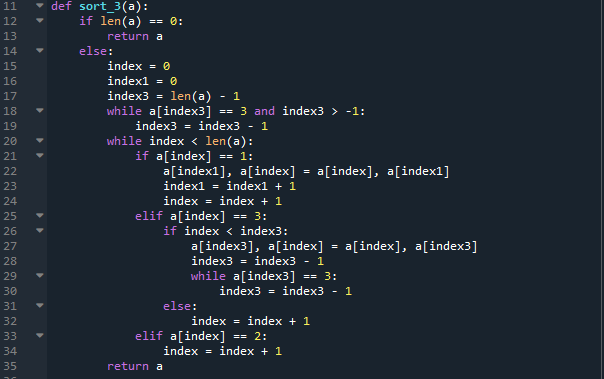 11 def sort_3(a):
12     if len(a) == 0:
13         return a
14     else:
15         index = 0
16         index1 = 0
17         index3 = len(a) - 1
18         while a[index3] == 3 and index3 > -1:
19             index3 = index3 - 1
20         while index < len(a):
21             if a[index] == 1:
22                 a[index1], a[index] = a[index], a[index1]
23                 index1 = index1 + 1
24                 index = index + 1
25             elif a[index] == 3:
26                 if index < index3:
27                     a[index3], a[index] = a[index], a[index3]
28                     index3 = index3 - 1
29                     while a[index3] == 3:
30                         index3 = index3 - 1
31                 else:
32                     index = index + 1
33             elif a[index] == 2:
34                 index = index + 1
35         return a